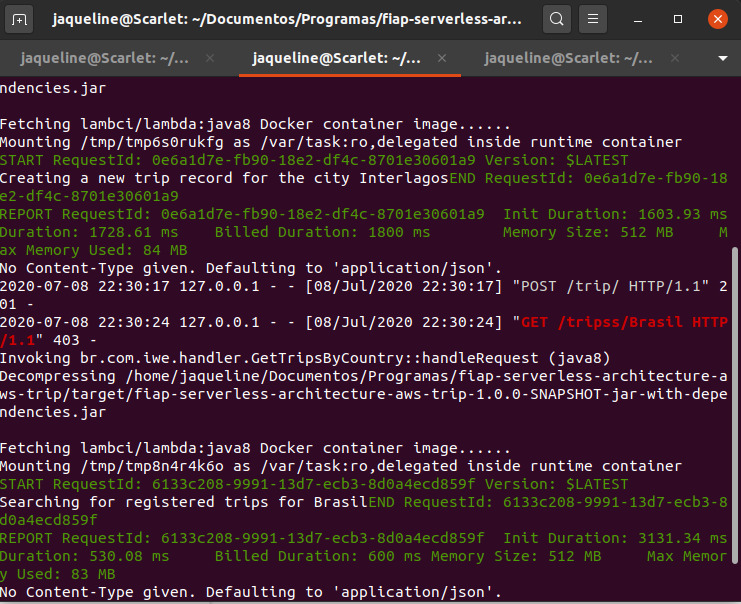 jaqueline@Scarlet: ~/Documentos/Programas/fiap-serverless-ar...
jaqueline@Scarlet: ~/... × jaqueline@Scarlet: ~/... × jaqueline@Scarlet: ~/... ×
ndencies.jar
Fetching lambci/lambda:java8 Docker container image......
Mounting /tmp/tmp6s0rukfg as /var/task:ro,delegated inside runtime container
START RequestId: 0e6a1d7e-fb90-18e2-df4c-8701e30601a9 Version: $LATEST
Creating a new trip record for the city InterlagosEND RequestId: 0e6a1d7e-fb90-18
e2-df4c-8701e30601a9
REPORT RequestId: 0e6a1d7e-fb90-18e2-df4c-8701e30601a9  Init Duration: 1603.93 ms
Duration: 1728.61 ms    Billed Duration: 1800 ms        Memory Size: 512 MB     M
ax Memory Used: 84 MB
No Content-Type given. Defaulting to 'application/json'.
2020-07-08 22:30:17 127.0.0.1 - - [08/Jul/2020 22:30:17] "POST /trip/ HTTP/1.1" 2
01 -
2020-07-08 22:30:24 127.0.0.1 - - [08/Jul/2020 22:30:24] "GET /tripss/Brasil HTTP
/1.1" 403 -
Invoking br.com.iwe.handler.GetTripsByCountry::handleRequest (java8)
Decompressing /home/jaqueline/Documentos/Programas/fiap-serverless-architecture-a
ws-trip/target/fiap-serverless-architecture-aws-trip-1.0.0-SNAPSHOT-jar-with-depe
ndencies.jar
Fetching lambci/lambda:java8 Docker container image......
Mounting /tmp/tmp8n4r4k6o as /var/task:ro,delegated inside runtime container
START RequestId: 6133c208-9991-13d7-ecb3-8d0a4ecd859f Version: $LATEST
Searching for registered trips for BrasilEND RequestId: 6133c208-9991-13d7-ecb3-8
d0a4ecd859f
REPORT RequestId: 6133c208-9991-13d7-ecb3-8d0a4ecd859f  Init Duration: 3131.34 ms
Duration: 530.08 ms     Billed Duration: 600 ms Memory Size: 512 MB     Max Memor
y Used: 83 MB
No Content-Type given. Defaulting to 'application/json'.